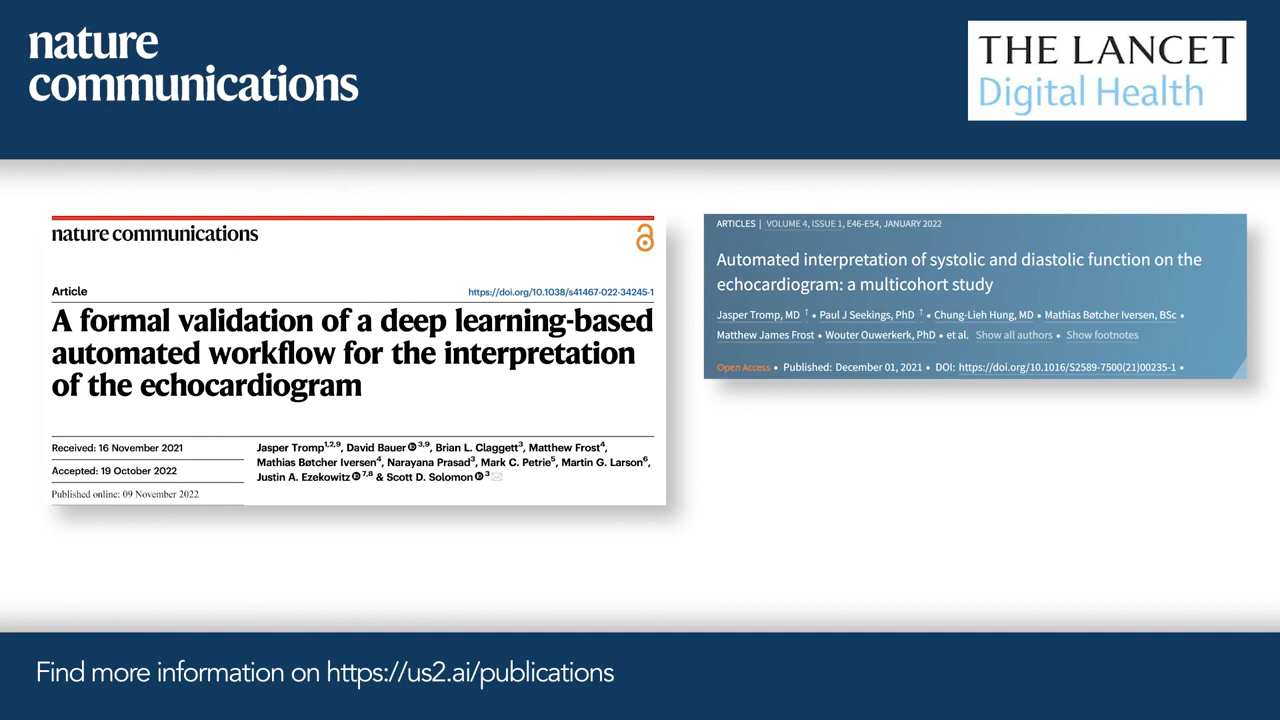 nature
communications
THE LANCET
Digital Health
nature communications
Article
https://doi.org/10.1038/s41467-022-34245-1
A formal validation of a deep learning-based
automated workflow for the interpretation
of the echocardiogram
Received: 16 November 2021
Accepted: 19 October 2022
Published online: 09 November 2022
Jasper Tromp1,2,9, David Bauer 3,9, Brian L. Claggett3, Matthew Frost4,
Mathias Bøtcher Iversen4, Narayana Prasad3, Mark C. Petrie5, Martin G. Larson6,
Justin A. Ezekowitz 7,8 & Scott D. Solomon 3
ARTICLES | VOLUME 4, ISSUE 1, E46-E54, JANUARY 2022
Automated interpretation of systolic and diastolic function on the
echocardiogram: a multicohort study
Jasper Tromp, MD † • Paul J Seekings, PhD † • Chung-Lieh Hung, MD • Mathias Bøtcher Iversen, BSc •
Matthew James Frost • Wouter Ouwerkerk, PhD • et al. Show all authors • Show footnotes
Open Access • Published: December 01, 2021 • DOI: https://doi.org/10.1016/S2589-7500(21)00235-1 •
Find more information on https://us2.ai/publications